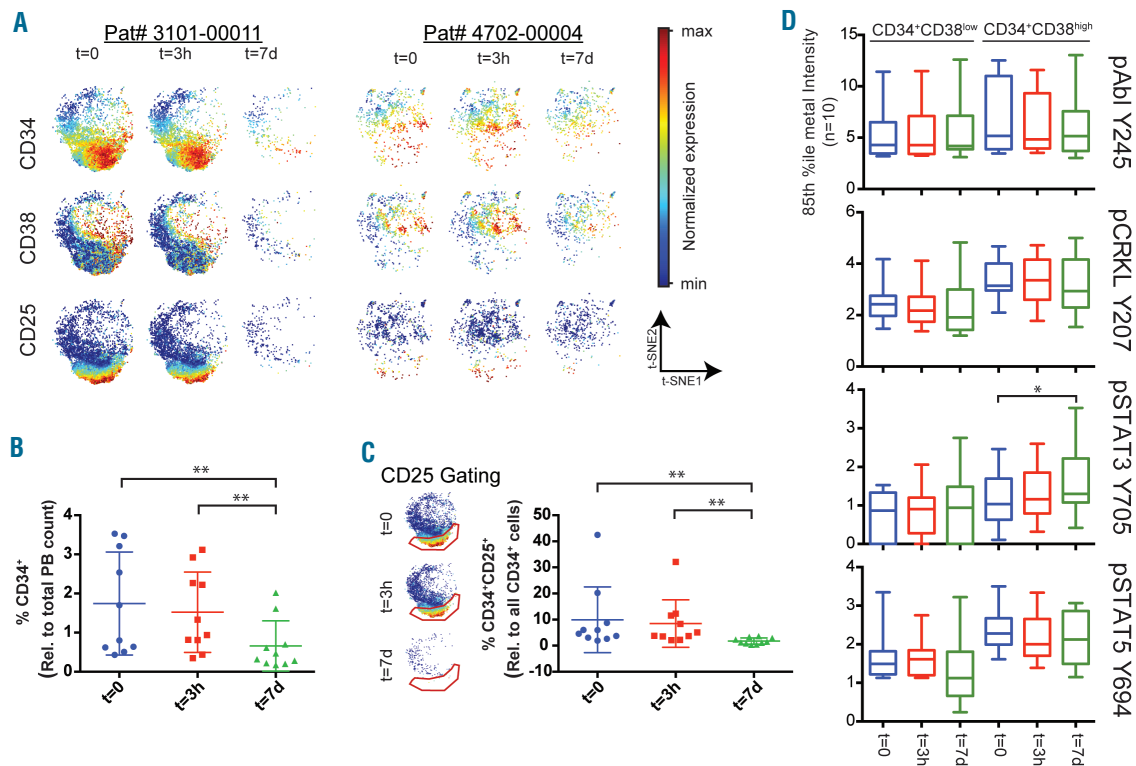 A
Pat# 3101-00011
Pat# 4702-00004
t=0
t=3h
t=7d
t=0
t=3h
t=7d
CD34
CD38
CD25
max
Normalized expression
min
t-SNE2
t-SNE1
B
**
**
% CD34+
(Rel. to total PB count)
4
3
2
1
0
t=0
t=3h
t=7d
C
CD25 Gating
t=0
t=3h
t=7d
**
**
% CD34+CD25+
(Rel. to all CD34+ cells)
50
40
30
20
10
0
-10
t=0
t=3h
t=7d
D
CD34+CD38low
CD34+CD38high
85th %ile metal Intensity
(n=10)
15
10
5
0
pAbl Y245
6
4
2
0
pCRKL Y207
*
3
2
1
0
pSTAT3 Y705
4
3
2
1
0
pSTAT5 Y694
t=0
t=3h
t=7d
t=0
t=3h
t=7d